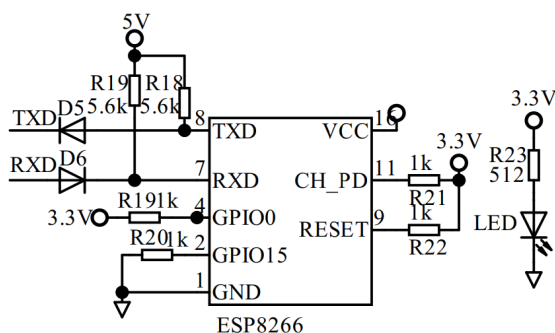 5V
R19
R18
5.6k
5.6k
TXD
D5
8
TXD
VCC
16
3.3V
3.3V
RXD
D6
7
RXD
CH_PD
11
1k
R21
R23
512
3.3V
R19
1k
4
GPIO0
RESET
9
1k
R22
LED
R20
1k
2
GPIO15
1
GND
ESP8266